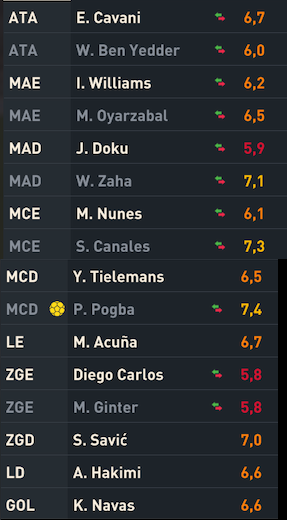 ATA E. Cavani 6,7
ATA W. Ben Yedder 6,0
MAE I. Williams 6,2
MAE M. Oyarzabal 6,5
MAD J. Doku 5,9
MAD W. Zaha 7,1
MCE M. Nunes 6,1
MCE S. Canales 7,3
MCD Y. Tielemans 6,5
MCD P. Pogba 7,4
LE M. Acuña 6,7
ZGE Diego Carlos 5,8
ZGE M. Ginter 5,8
ZGD S. Savić 7,0
LD A. Hakimi 6,6
GOL K. Navas 6,6